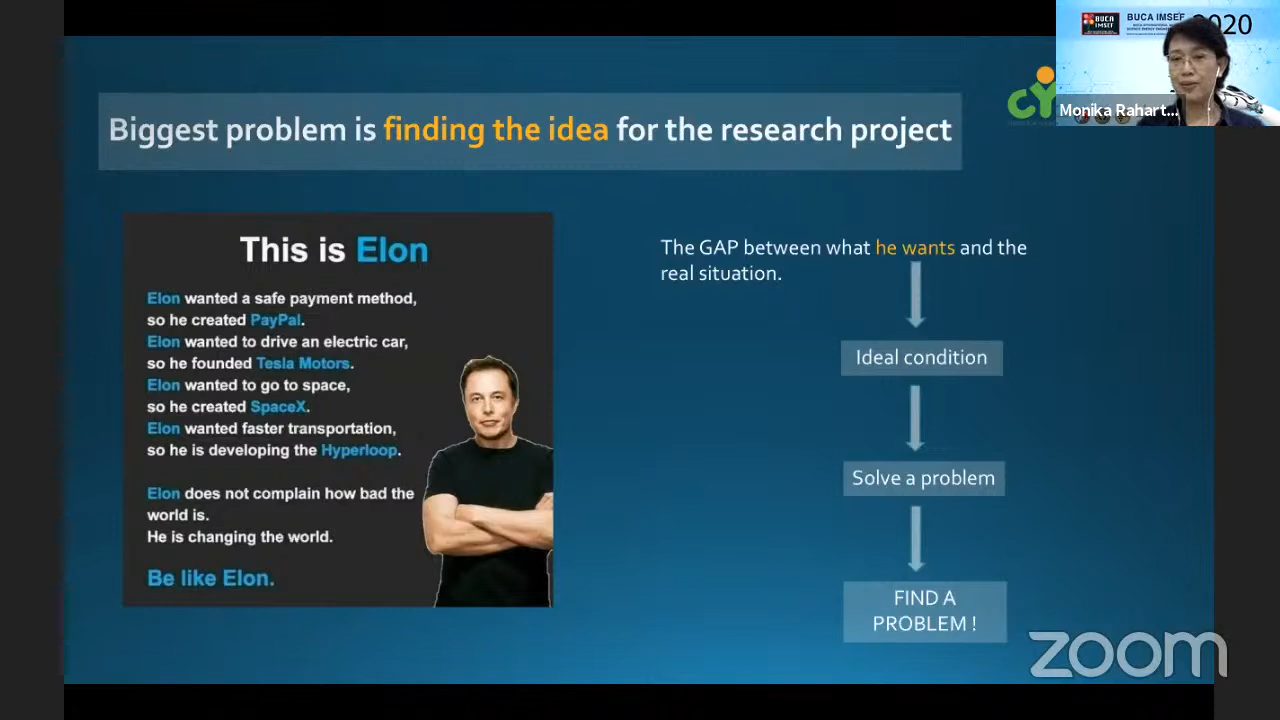 Biggest problem is finding the idea for the research project
BUCA IMSEF
2020
Monika Rahart...
This is Elon
Elon wanted a safe payment method,
so he created PayPal.
Elon wanted to drive an electric car,
so he founded Tesla Motors.
Elon wanted to go to space,
so he created SpaceX.
Elon wanted faster transportation,
so he is developing the Hyperloop.
Elon does not complain how bad the
world is.
He is changing the world.
Be like Elon.
The GAP between what he wants and the
real situation.
Ideal condition
Solve a problem
FIND A
PROBLEM !
zoom